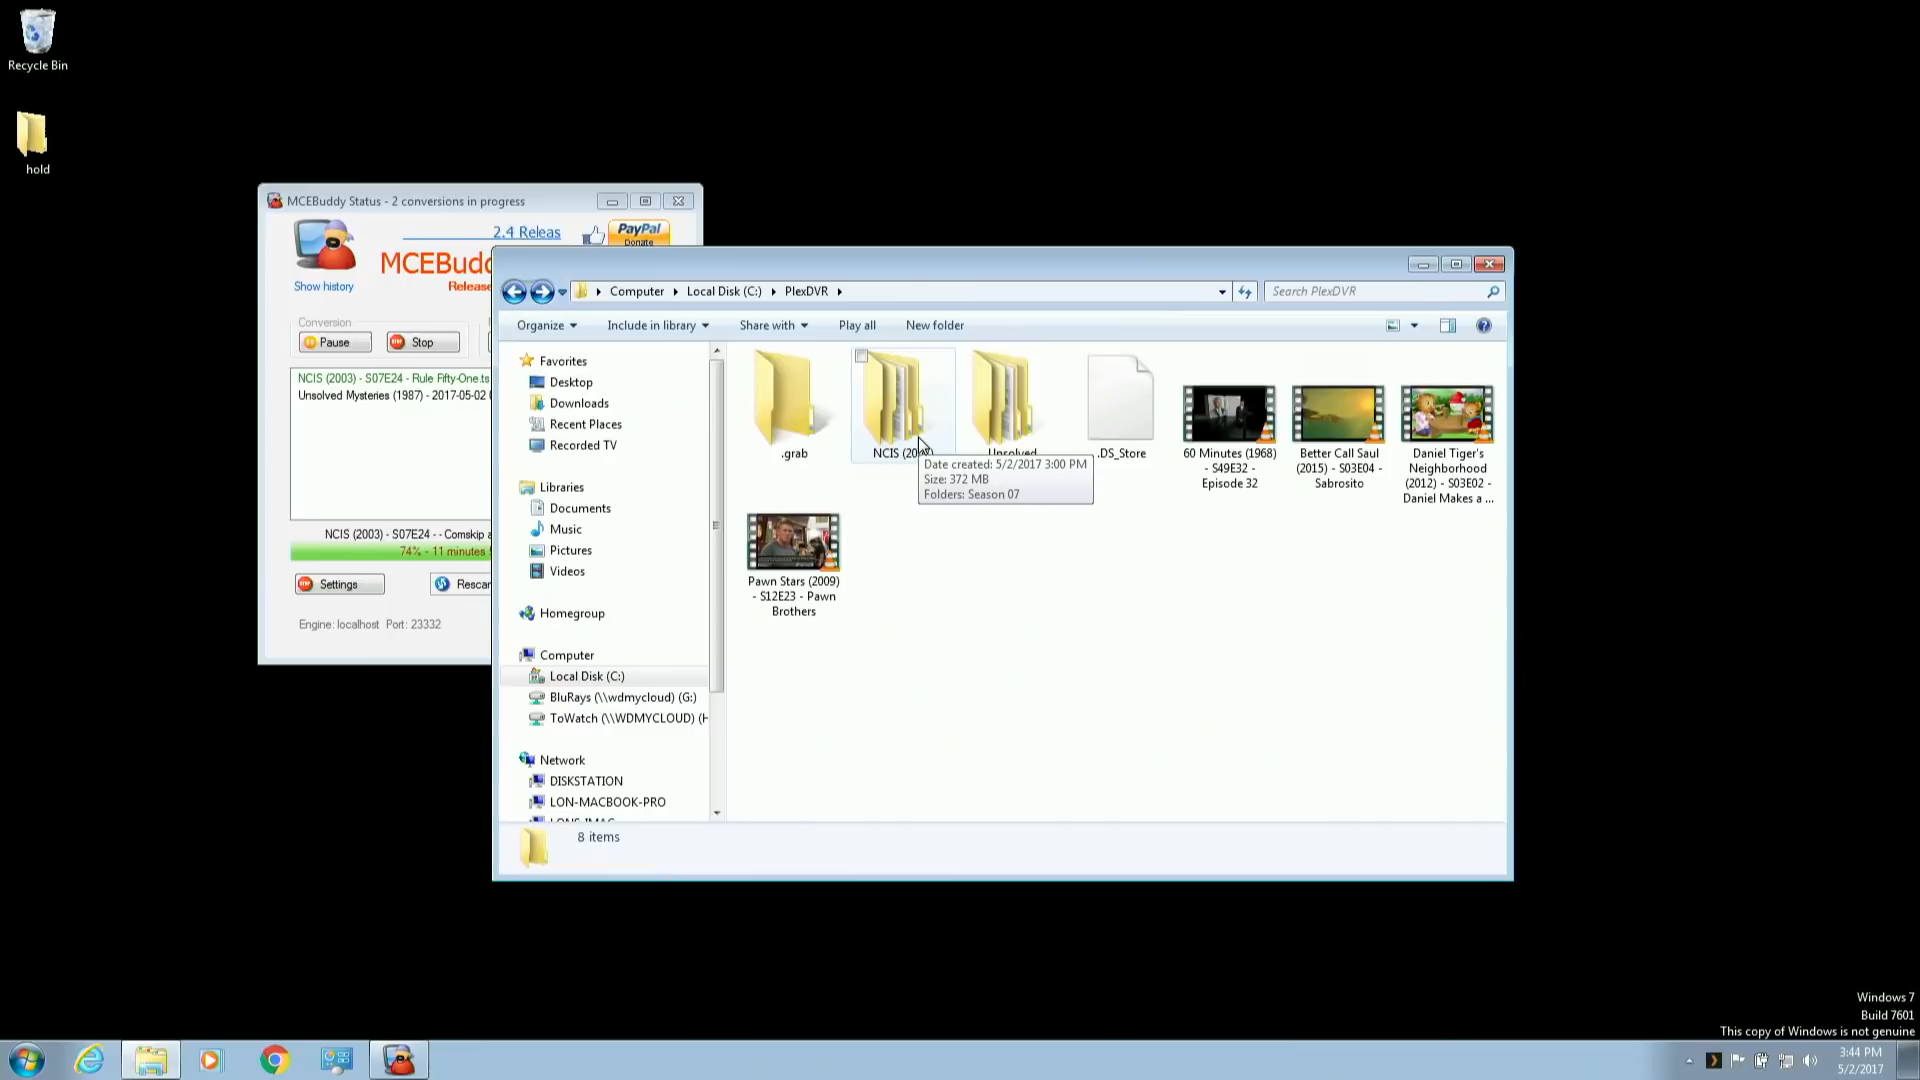 Recycle Bin
hold
MCEBuddy Status - 2 conversions in progress
2.4 Releas
PayPal
Donate
MCEBudd
Show history
Release
Conversion
Pause
Stop
NCIS (2003) - S07E24 - Rule Fifty-One.ts
Unsolved Mysteries (1987) - 2017-05-02 0
NCIS (2003) - S07E24 - - Comskip a
74% - 11 minutes
Settings
Rescan
Engine: localhost Port: 23332
Computer
Local Disk (C:)
PlexDVR
Search PlexDVR
Organize
Include in library
Share with
Play all
New folder
Favorites
Desktop
Downloads
Recent Places
Recorded TV
Libraries
Documents
Music
Pictures
Videos
Homegroup
Computer
Local Disk (C:)
BluRays (\\wdmycloud) (G:)
ToWatch (\\WDMYCLOUD) (H
Network
DISKSTATION
LON-MACBOOK-PRO
LONS-IMAC
.grab
NCIS (200
Unsolved
.DS_Store
60 Minutes (1968)
- S49E32 -
Episode 32
Better Call Saul
(2015) - S03E04 -
Sabrosito
Daniel Tiger's
Neighborhood
(2012) - S03E02 -
Daniel Makes a ...
Date created: 5/2/2017 3:00 PM
Size: 372 MB
Folders: Season 07
Pawn Stars (2009)
- S12E23 - Pawn
Brothers
8 items
Windows 7
Build 7601
This copy of Windows is not genuine
3:44 PM
5/2/2017